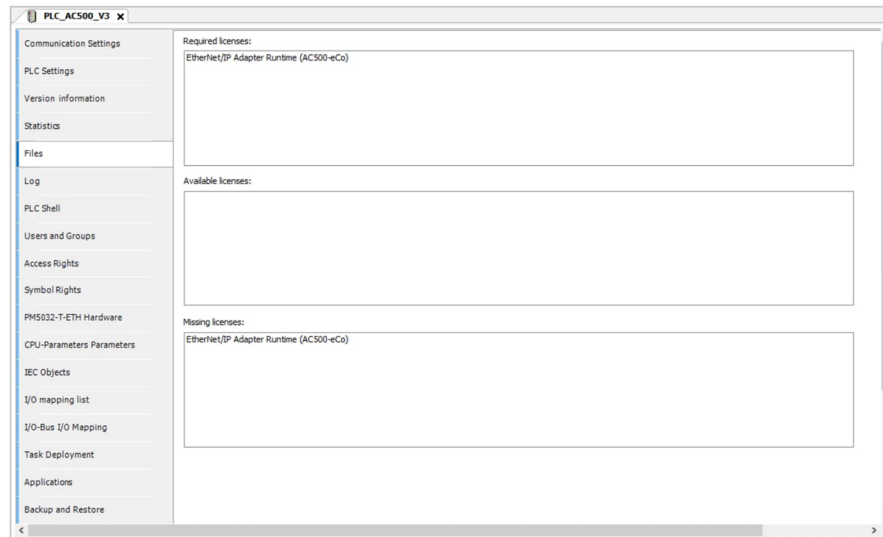 PLC_AC500_V3 x
Communication Settings
PLC Settings
Version information
Statistics
Files
Log
PLC Shell
Users and Groups
Access Rights
Symbol Rights
PM5032-T-ETH Hardware
CPU-Parameters Parameters
IEC Objects
I/O mapping list
I/O-Bus I/O Mapping
Task Deployment
Applications
Backup and Restore
Required licenses:
EtherNet/IP Adapter Runtime (AC500-eCo)
Available licenses:
Missing licenses:
EtherNet/IP Adapter Runtime (AC500-eCo)